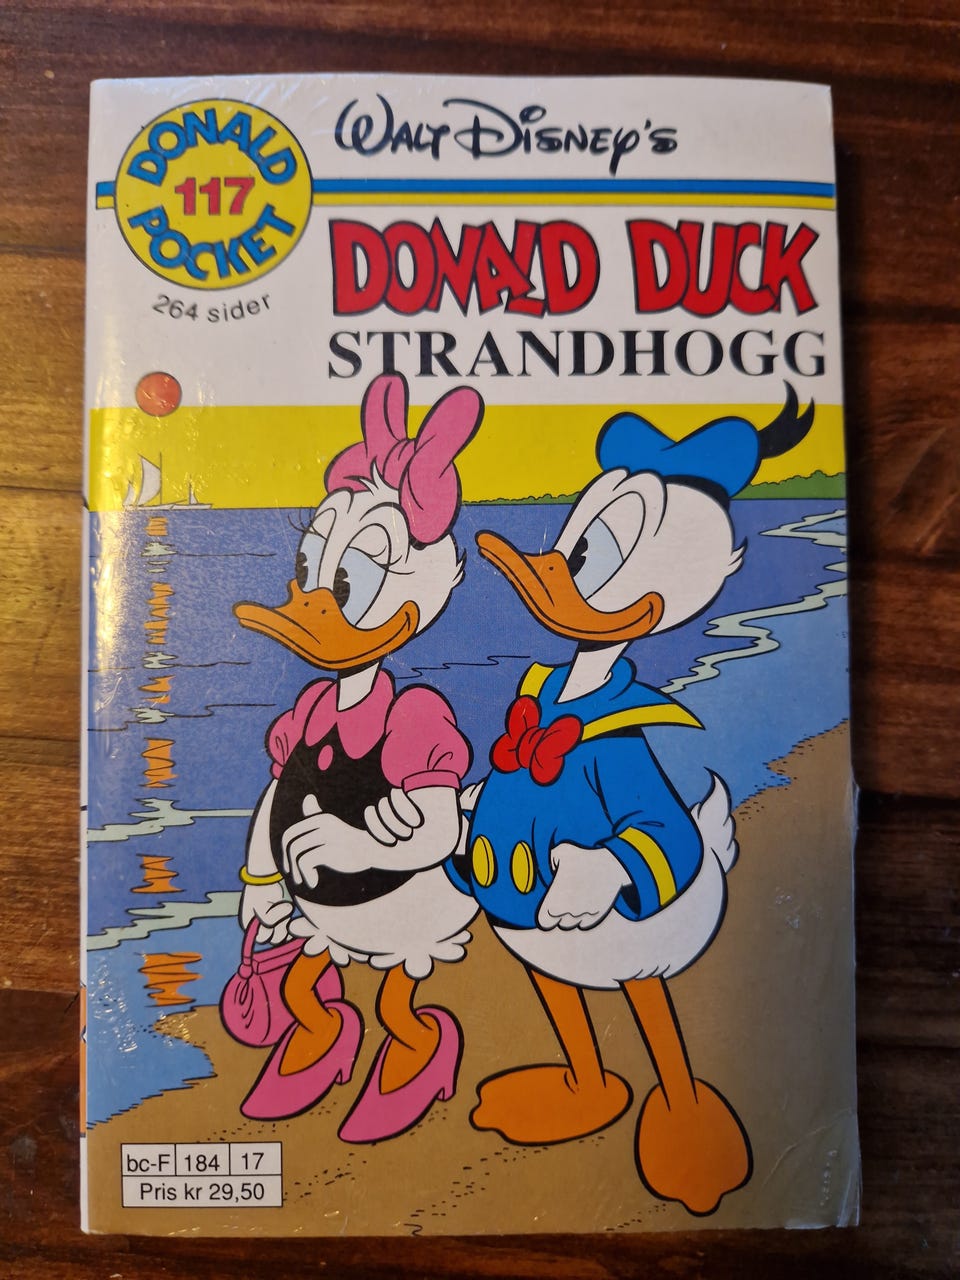 DONALD
117
POCKET
264 sider
WALT DISNEY'S
DONALD DUCK
STRANDHOGG
bc-F 184 17
Pris kr 29,50